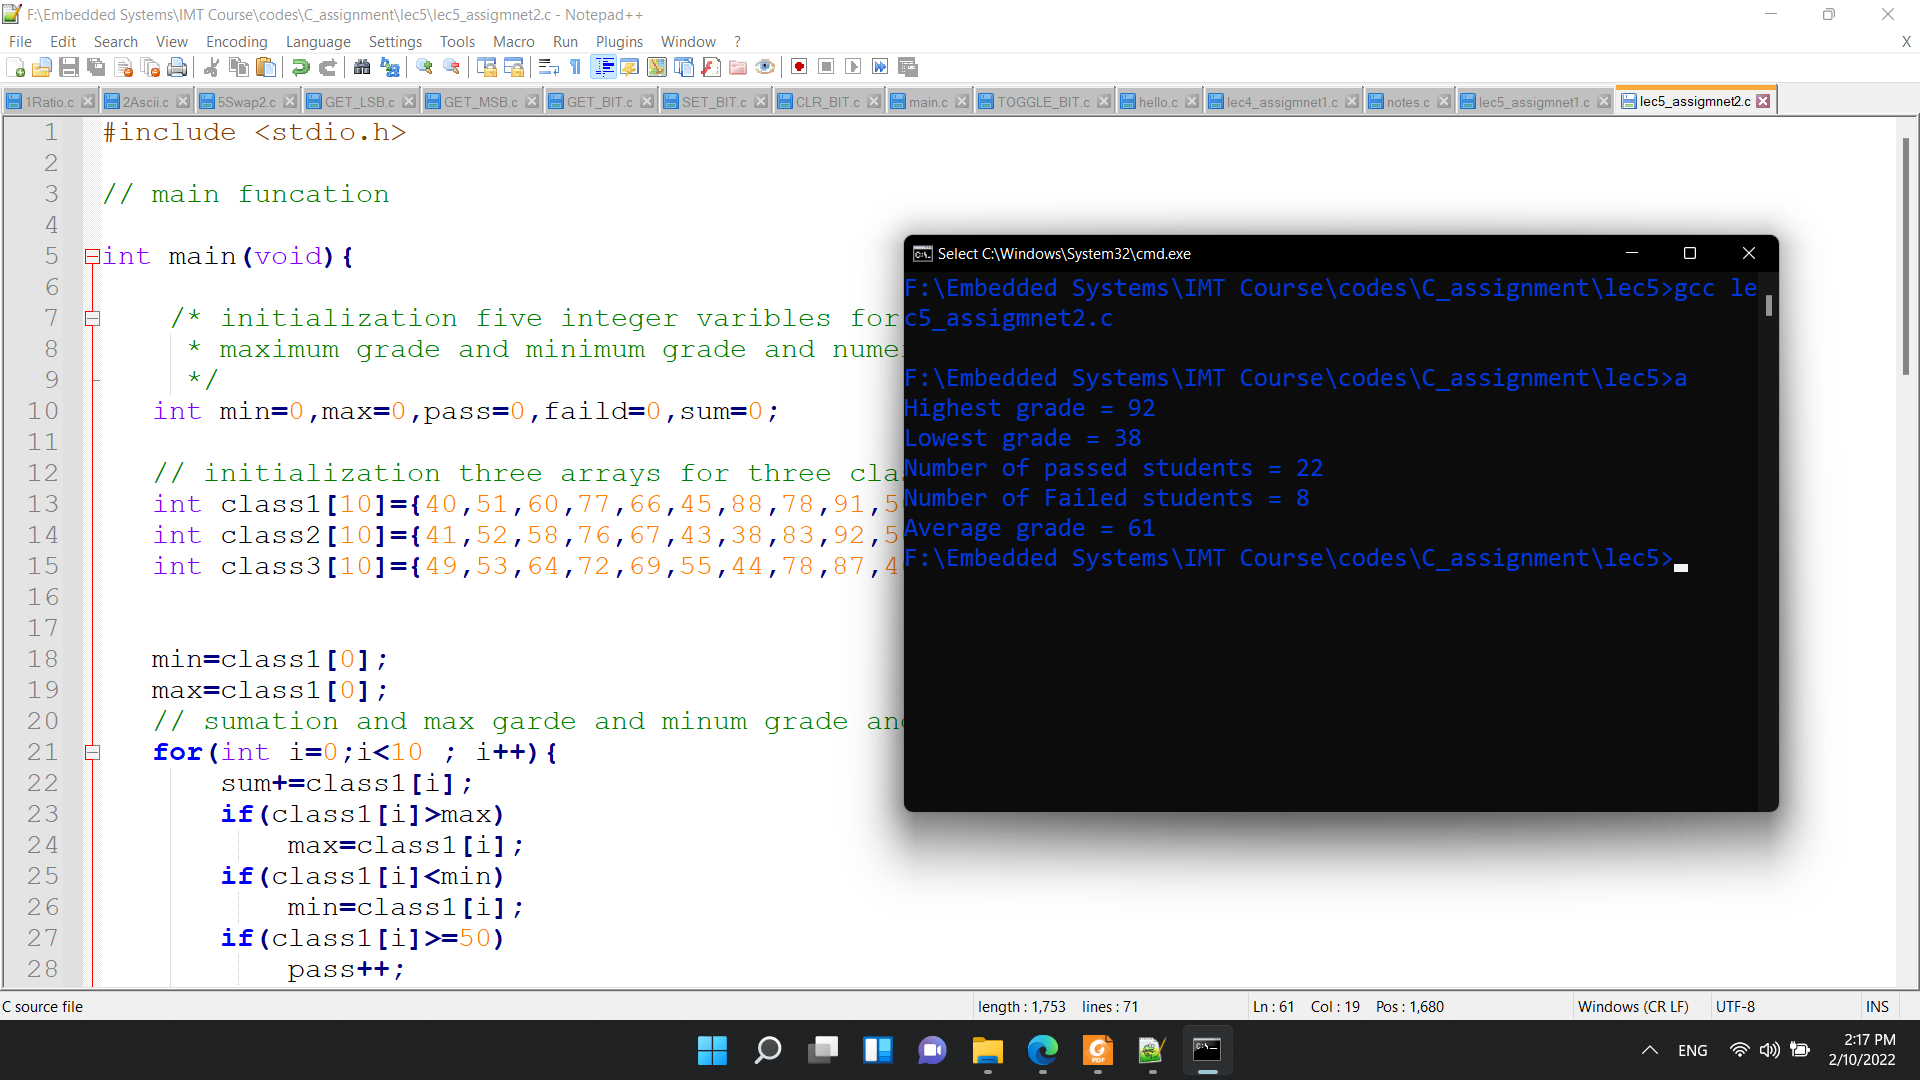 F:\Embedded Systems\IMT Course\codes\C_assignment\lec5\lec5_assigmnet2.c - Notepad++
File Edit Search View Encoding Language Settings Tools Macro Run Plugins Window ? X
1Ratio.c 2Ascii.c 5Swap2.c GET_LSB.c GET_MSB.c GET_BIT.c SET_BIT.c CLR_BIT.c main.c TOGGLE_BIT.c hello.c lec4_assigmnet1.c notes.c lec5_assigmnet1.c lec5_assigmnet2.c
1 #include <stdio.h>
2
3 // main funcation
4
5 int main(void){
6
7 /* initialization five integer varibles for
8 * maximum grade and minimum grade and nume
9 */
10 int min=0,max=0,pass=0,faild=0,sum=0;
11
12 // initialization three arrays for three cla
13 int class1[10]={40,51,60,77,66,45,88,78,91,5
14 int class2[10]={41,52,58,76,67,43,38,83,92,5
15 int class3[10]={49,53,64,72,69,55,44,78,87,4
16
17
18 min=class1[0];
19 max=class1[0];
20 // sumation and max garde and minum grade an
21 for(int i=0;i<10 ; i++){
22 sum+=class1[i];
23 if(class1[i]>max)
24 max=class1[i];
25 if(class1[i]<min)
26 min=class1[i];
27 if(class1[i]>=50)
28 pass++;
Select C:\Windows\System32\cmd.exe
F:\Embedded Systems\IMT Course\codes\C_assignment\lec5>gcc le
c5_assigmnet2.c
F:\Embedded Systems\IMT Course\codes\C_assignment\lec5>a
Highest grade = 92
Lowest grade = 38
Number of passed students = 22
Number of Failed students = 8
Average grade = 61
F:\Embedded Systems\IMT Course\codes\C_assignment\lec5>
C source file length : 1,753 lines : 71 Ln : 61 Col : 19 Pos : 1,680 Windows (CR LF) UTF-8 INS
ENG 2:17 PM
2/10/2022